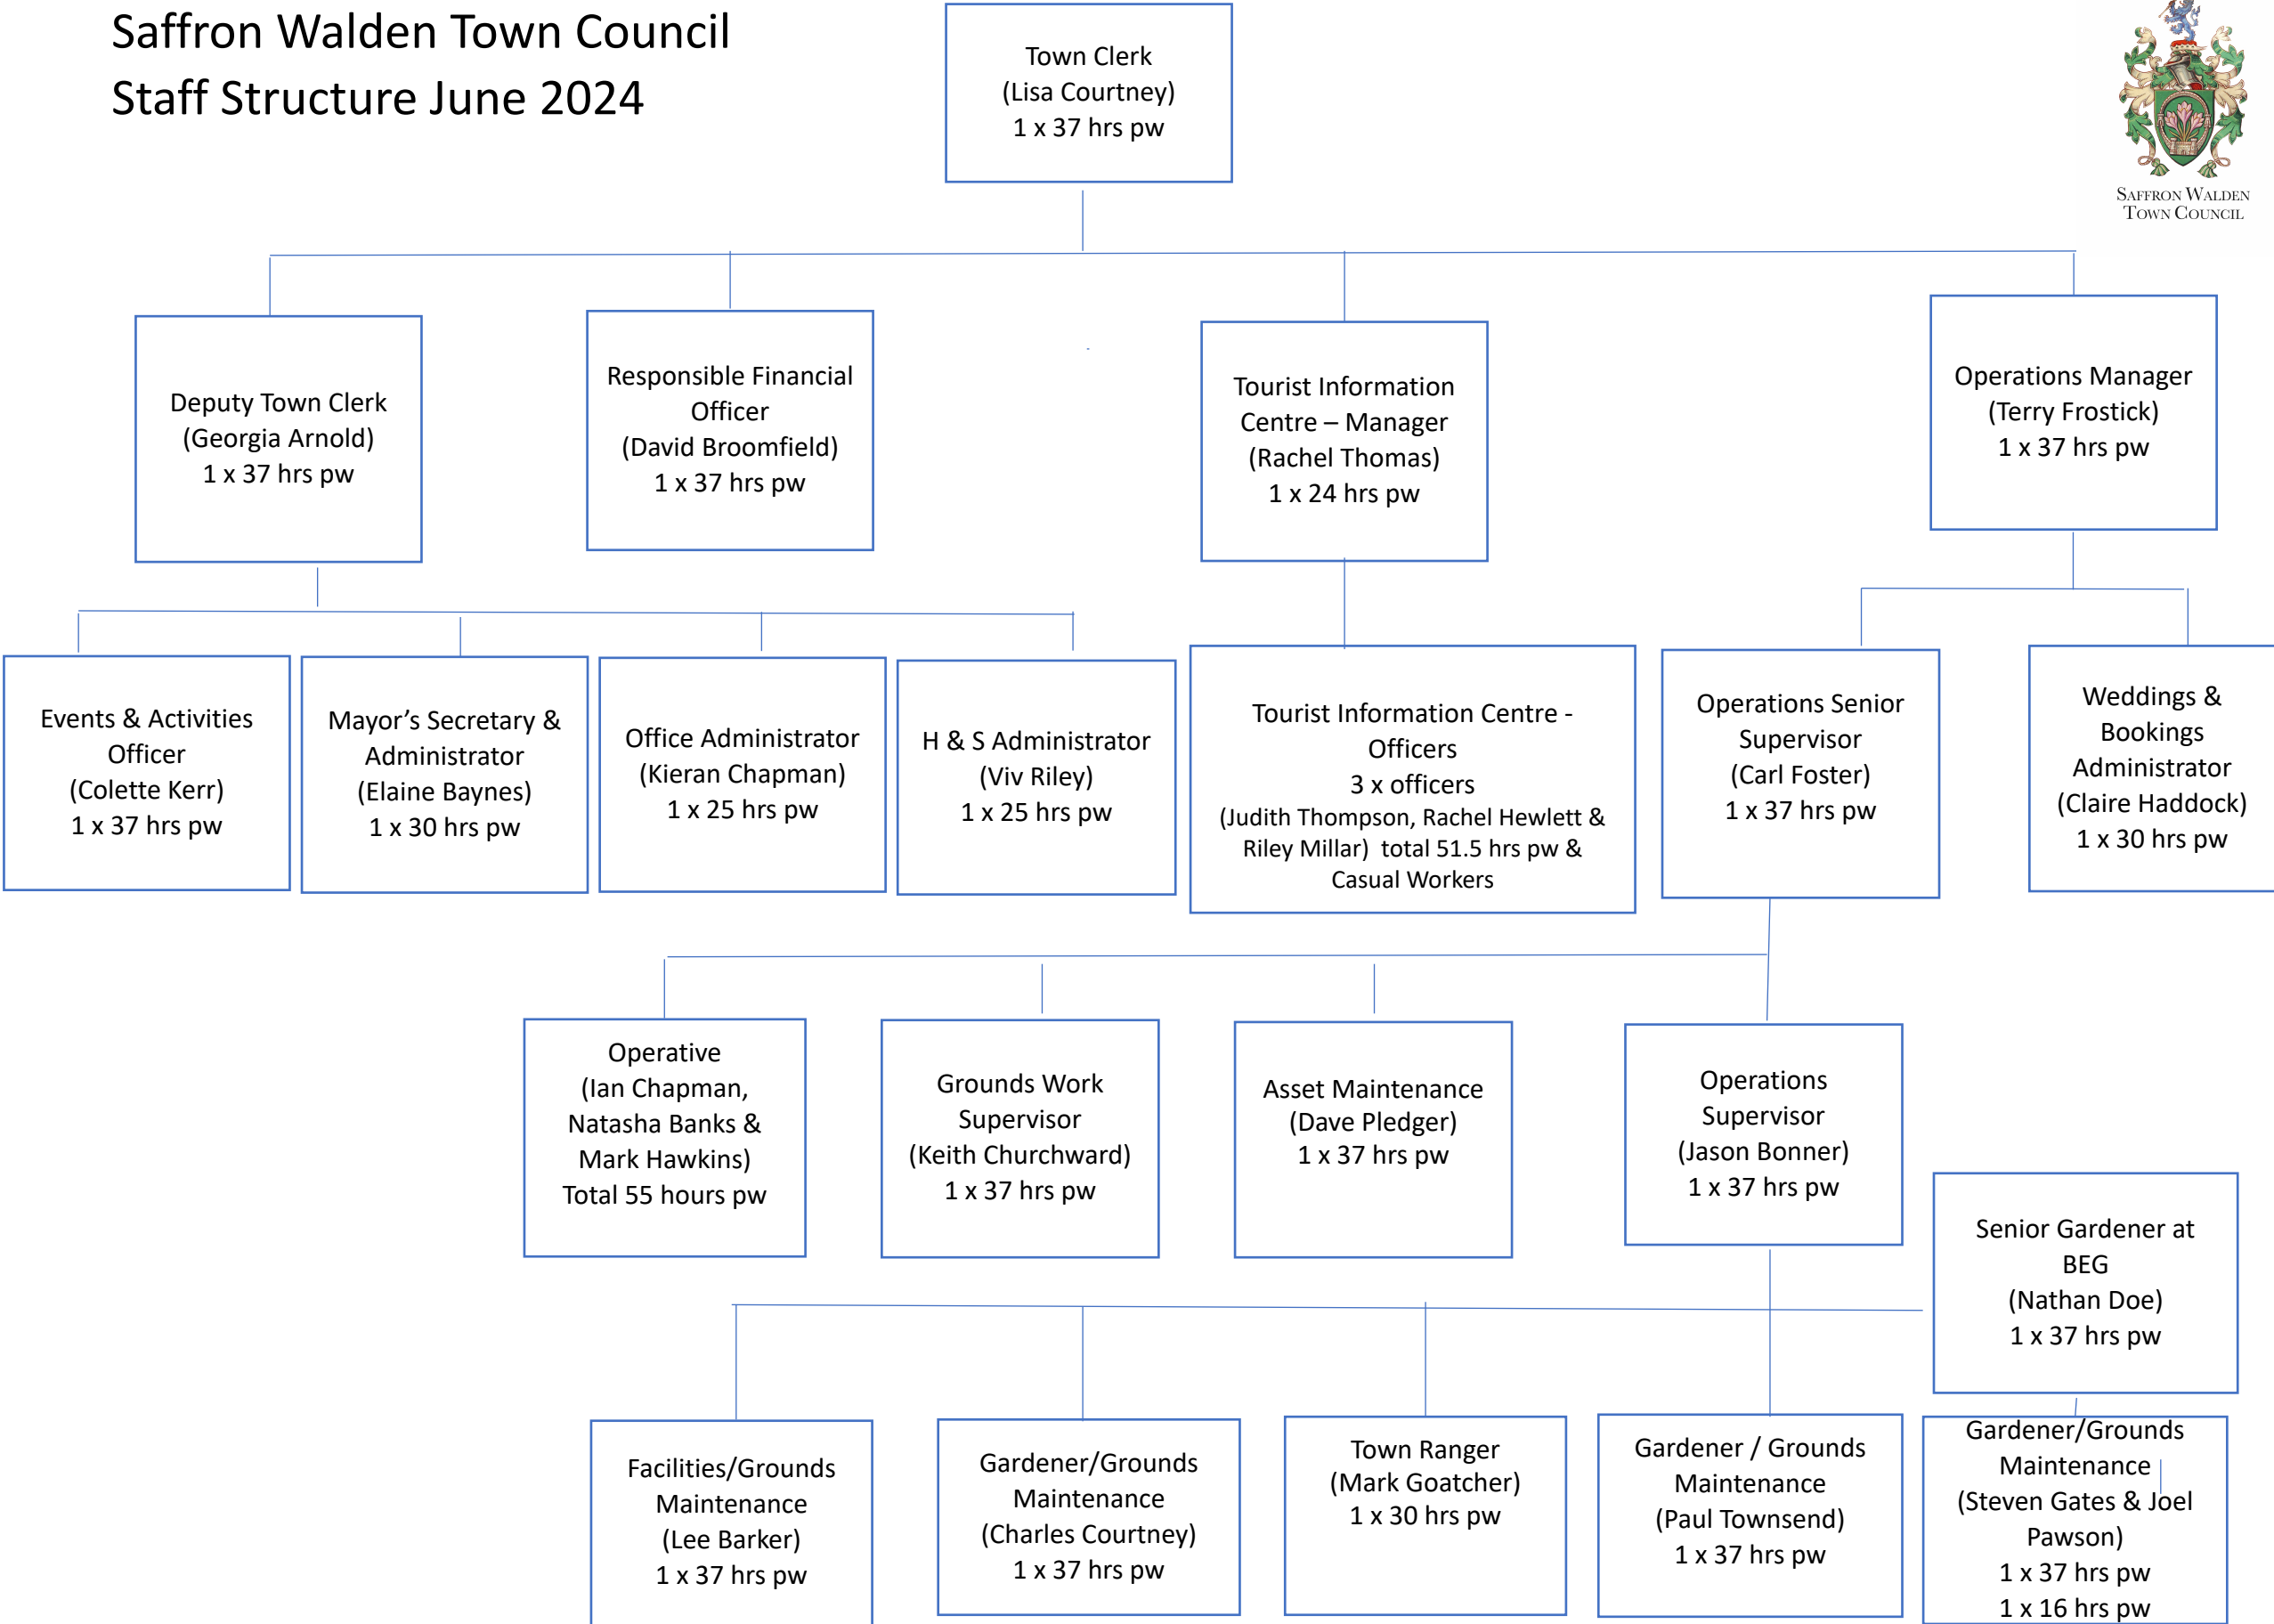 Saffron Walden Town Council
Staff Structure June 2024
Town Clerk
(Lisa Courtney)
1 x 37 hrs pw
SAFFRON WALDEN
TOWN COUNCIL
Deputy Town Clerk
(Georgia Arnold)
1 x 37 hrs pw
Responsible Financial
Officer
(David Broomfield)
1 x 37 hrs pw
Tourist Information
Centre – Manager
(Rachel Thomas)
1 x 24 hrs pw
Operations Manager
(Terry Frostick)
1 x 37 hrs pw
Events & Activities
Officer
(Colette Kerr)
1 x 37 hrs pw
Mayor’s Secretary &
Administrator
(Elaine Baynes)
1 x 30 hrs pw
Office Administrator
(Kieran Chapman)
1 x 25 hrs pw
H & S Administrator
(Viv Riley)
1 x 25 hrs pw
Tourist Information Centre -
Officers
3 x officers
(Judith Thompson, Rachel Hewlett &
Riley Millar) total 51.5 hrs pw &
Casual Workers
Operations Senior
Supervisor
(Carl Foster)
1 x 37 hrs pw
Weddings &
Bookings
Administrator
(Claire Haddock)
1 x 30 hrs pw
Operative
(Ian Chapman,
Natasha Banks &
Mark Hawkins)
Total 55 hours pw
Grounds Work
Supervisor
(Keith Churchward)
1 x 37 hrs pw
Asset Maintenance
(Dave Pledger)
1 x 37 hrs pw
Operations
Supervisor
(Jason Bonner)
1 x 37 hrs pw
Senior Gardener at
BEG
(Nathan Doe)
1 x 37 hrs pw
Facilities/Grounds
Maintenance
(Lee Barker)
1 x 37 hrs pw
Gardener/Grounds
Maintenance
(Charles Courtney)
1 x 37 hrs pw
Town Ranger
(Mark Goatcher)
1 x 30 hrs pw
Gardener / Grounds
Maintenance
(Paul Townsend)
1 x 37 hrs pw
Gardener/Grounds
Maintenance
(Steven Gates & Joel
Pawson)
1 x 37 hrs pw
1 x 16 hrs pw